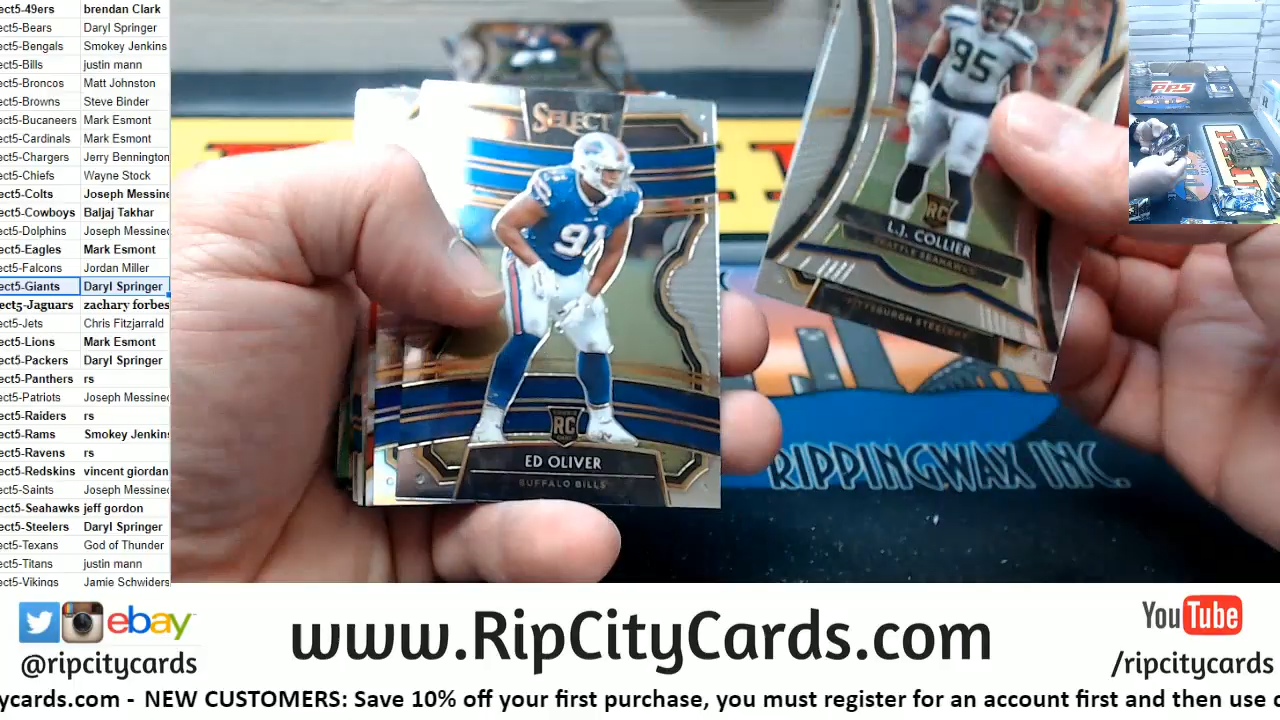 ect5-49ers brendan Clark
ect5-Bears Daryl Springer
ect5-Bengals Smokey Jenkins
ect5-Bills justin mann
ect5-Broncos Matt Johnston
ect5-Browns Steve Binder
ect5-Bucaneers Mark Esmont
ect5-Cardinals Mark Esmont
ect5-Chargers Jerry Bennington
ect5-Chiefs Wayne Stock
ect5-Colts Joseph Messine
ect5-Cowboys Baljaj Takhar
ect5-Dolphins Joseph Messinec
ect5-Eagles Mark Esmont
ect5-Falcons Jordan Miller
ect5-Giants Daryl Springer
ect5-Jaguars zachary forbes
ect5-Jets Chris Fitzjarrald
ect5-Lions Mark Esmont
ect5-Packers Daryl Springer
ect5-Panthers rs
ect5-Patriots Joseph Messinec
ect5-Raiders rs
ect5-Rams Smokey Jenkin
ect5-Ravens rs
ect5-Redskins vincent giordan
ect5-Saints Joseph Messinec
ect5-Seahawks jeff gordon
ect5-Steelers Daryl Springer
ect5-Texans God of Thunder
ect5-Titans justin mann
ect5-Vikings Jamie Schwiders
SELECT
91
RC
ED OLIVER
BUFFALO BILLS
95
RC
L.J. COLLIER
SEATTLE SEAHAWKS
PITTSBURGH STEELERS
RIPPINGWAX INC.
PPS
ebay
@ripcitycards
www.RipCityCards.com
YouTube
/ripcitycards
ycards.com - NEW CUSTOMERS: Save 10% off your first purchase, you must register for an account first and then use c